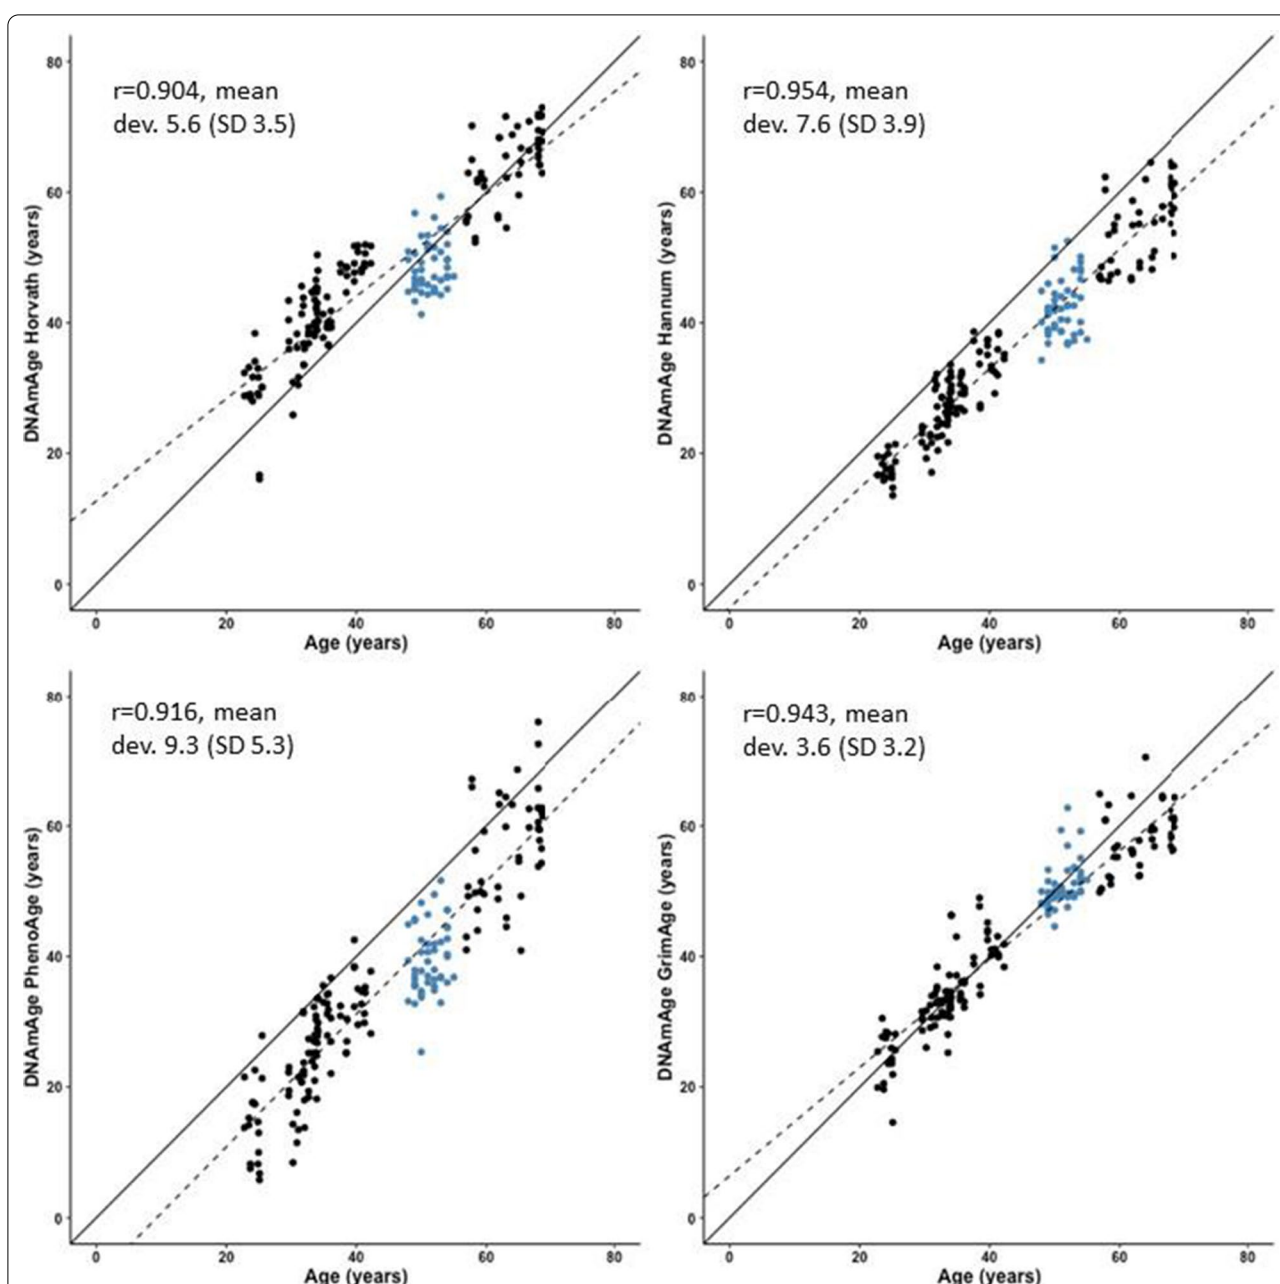 r=0.904, mean
dev. 5.6 (SD 3.5)
DNAmAge Horvath (years)
80
60
40
20
0
0 20 40 60 80
Age (years)
r=0.954, mean
dev. 7.6 (SD 3.9)
DNAmAge Hannum (years)
80
60
40
20
0
0 20 40 60 80
Age (years)
r=0.916, mean
dev. 9.3 (SD 5.3)
DNAmAge PhenoAge (years)
80
60
40
20
0
0 20 40 60 80
Age (years)
r=0.943, mean
dev. 3.6 (SD 3.2)
DNAmAge GrimAge (years)
80
60
40
20
0
0 20 40 60 80
Age (years)